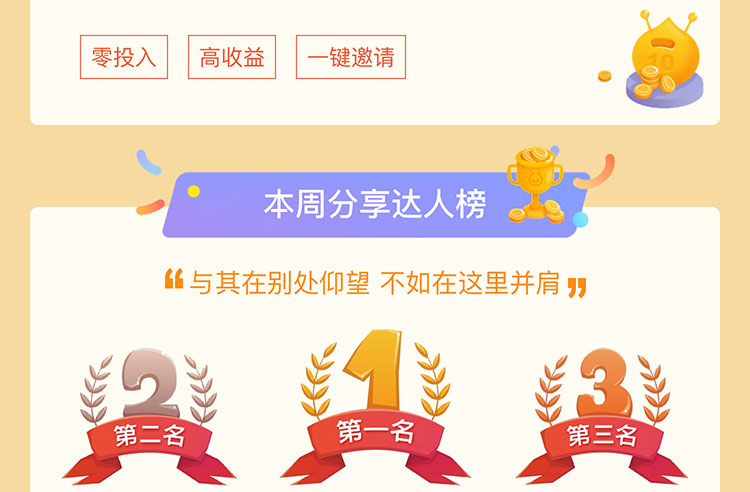 零投入 高收益 一键邀请
10
本周分享达人榜
“与其在别处仰望 不如在这里并肩”
2 1 3
第二名 第一名 第三名